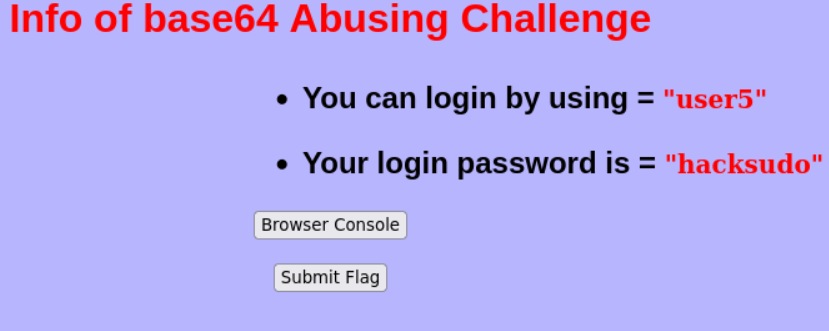 Info of base64 Abusing Challenge
• You can login by using = "user5"
• Your login password is = "hacksudo"
Browser Console
Submit Flag